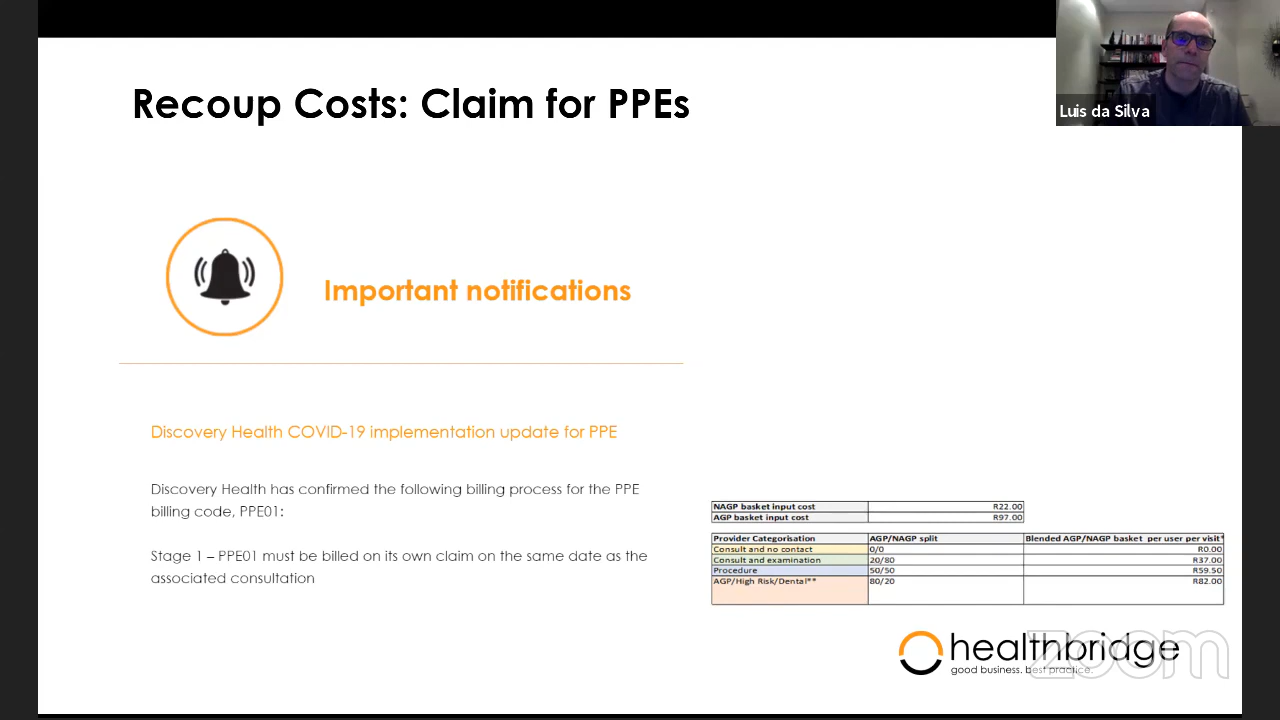 Recoup Costs: Claim for PPEs
Luis da Silva
Important notifications
Discovery Health COVID-19 implementation update for PPE
Discovery Health has confirmed the following billing process for the PPE
billing code, PPE01:
Stage 1 – PPE01 must be billed on its own claim on the same date as the
associated consultation
NAGP basket input cost R22.00
AGP basket input cost R97.00
Provider Categorisation AGP/NAGP split Blended AGP/NAGP basket per user per visit*
Consult and no contact 0/0 R0.00
Consult and examination 20/80 R37.00
Procedure 50/50 R59.50
AGP/High Risk/Dental** 80/20 R82.00
healthbridge
good business. best practice.
zoom